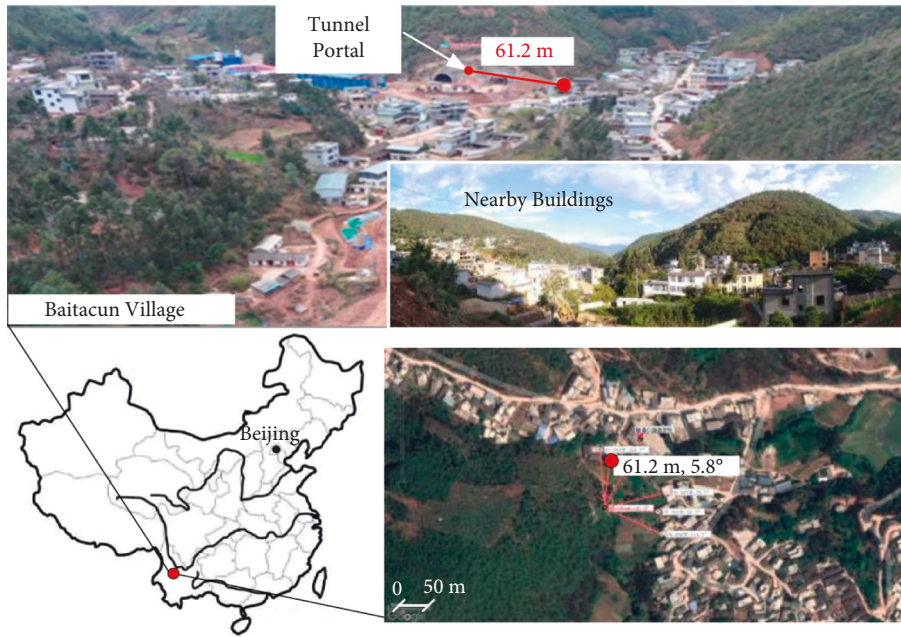 Tunnel
Portal
61.2 m
Nearby Buildings
Baitacun Village
Beijing
61.2 m, 5.8°
0 50 m